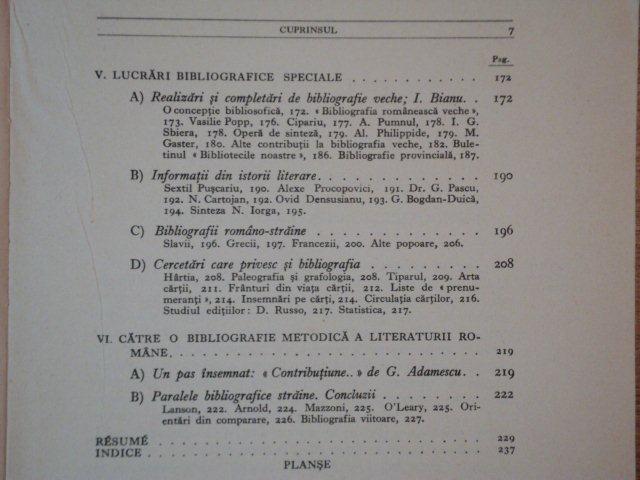 CUPRINSUL 7
Pag.
V. LUCRĂRI BIBLIOGRAFICE SPECIALE . . . . . . . . . . . 172
A) Realizări și completări de bibliografie veche; I. Bianu. . 172
O concepție bibliosofică, 172. « Bibliografia românească veche »,
173. Vasilie Popp, 176. Cipariu, 177. A. Pumnul, 178. I. G.
Sbiera, 178. Operă de sinteză, 179. Al. Philippide, 179. M.
Gaster, 180. Alte contribuții la bibliografia veche, 182. Bule-
tinul « Bibliotecile noastre », 186. Bibliografie provincială, 187.
B) Informații din istorii literare. . . . . . . . . . . . . 190
Sextil Pușcariu, 190. Alexe Procopovici, 191. Dr. G. Pascu,
192. N. Cartojan, 192. Ovid Densusianu, 193. G. Bogdan-Duică,
194. Sinteza N. Iorga, 195.
C) Bibliografii româno-străine . . . . . . . . . . . . . 196
Slavii, 196. Grecii, 197. Francezii, 200. Alte popoare, 206.
D) Cercetări care privesc și bibliografia . . . . . . . . . 208
Hârtia, 208. Paleografia și grafologia, 208. Tiparul, 209. Arta
cărții, 211. Frânturi din viața cărții, 212. Liste de « prenu-
meranți », 214. Insemnări pe cărți, 214. Circulația cărților, 216.
Studiul edițiilor: D. Russo, 217. Statistica, 217.
VI. CĂTRE O BIBLIOGRAFIE METODICĂ A LITERATURII RO-
MÂNE. . . . . . . . . . . . . . . . . . . . . . . 219
A) Un pas însemnat: « Contribuțiune.. » de G. Adamescu. . 219
B) Paralele bibliografice străine. Concluzii . . . . . . . . 222
Lanson, 222. Arnold, 224. Mazzoni, 225. O'Leary, 225. Ori-
entări din comparare, 226. Bibliografia viitoare, 227.
RÉSUMÉ . . . . . . . . . . . . . . . . . . . . . . . . 229
INDICE . . . . . . . . . . . . . . . . . . . . . . . . 237
PLANȘE